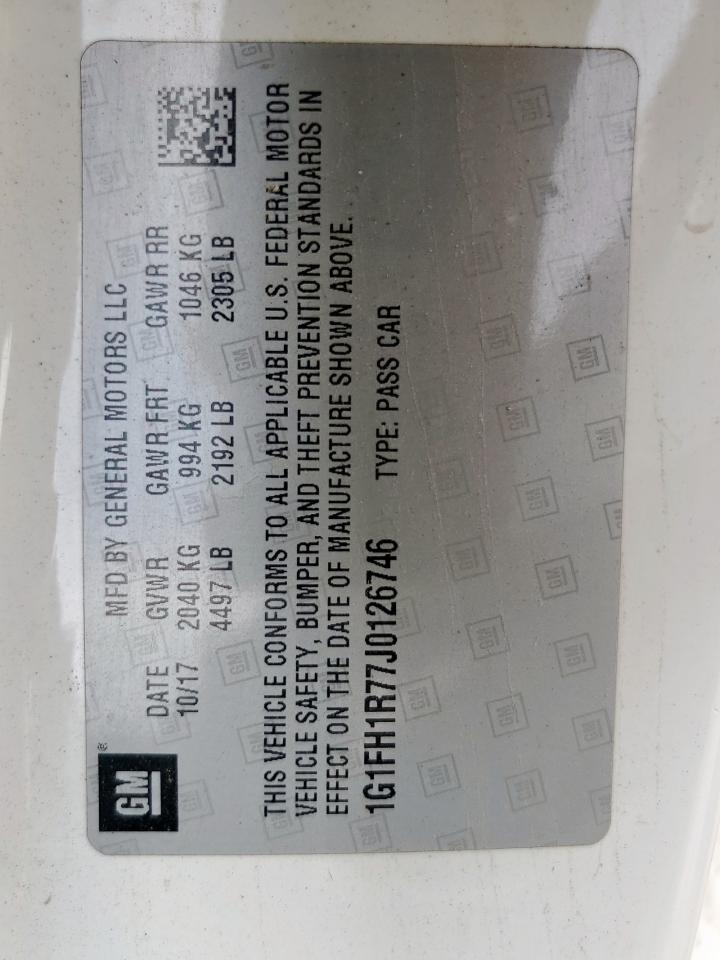 GM®
MFD BY GENERAL MOTORS LLC
DATE GVWR GAWR FRT GAWR RR
10/17 2040 KG 994 KG 1046 KG
4497 LB 2192 LB 2305 LB
THIS VEHICLE CONFORMS TO ALL APPLICABLE U.S. FEDERAL MOTOR
VEHICLE SAFETY, BUMPER, AND THEFT PREVENTION STANDARDS IN
EFFECT ON THE DATE OF MANUFACTURE SHOWN ABOVE.
1G1FH1R77J0126746 TYPE: PASS CAR